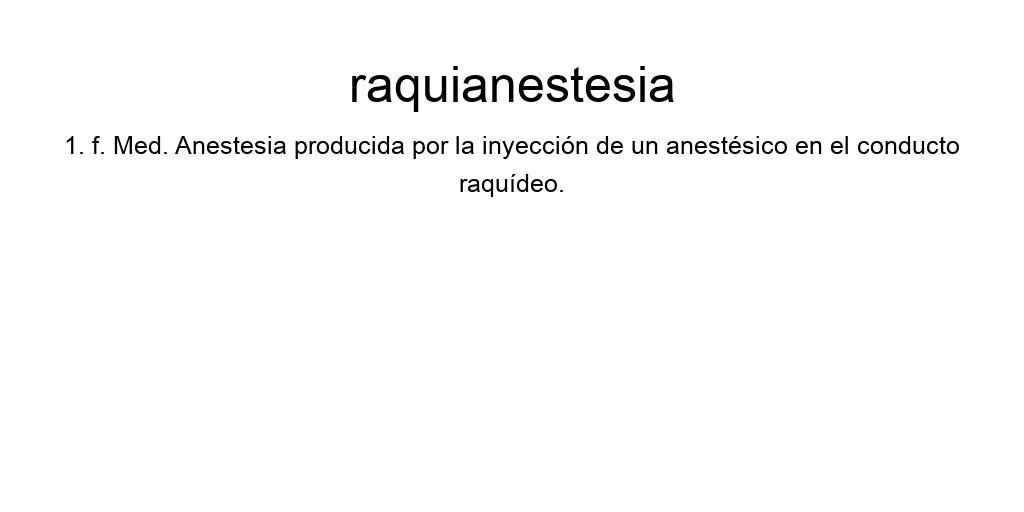 raquianestesia
1. f. Med. Anestesia producida por la inyección de un anestésico en el conducto
raquídeo.